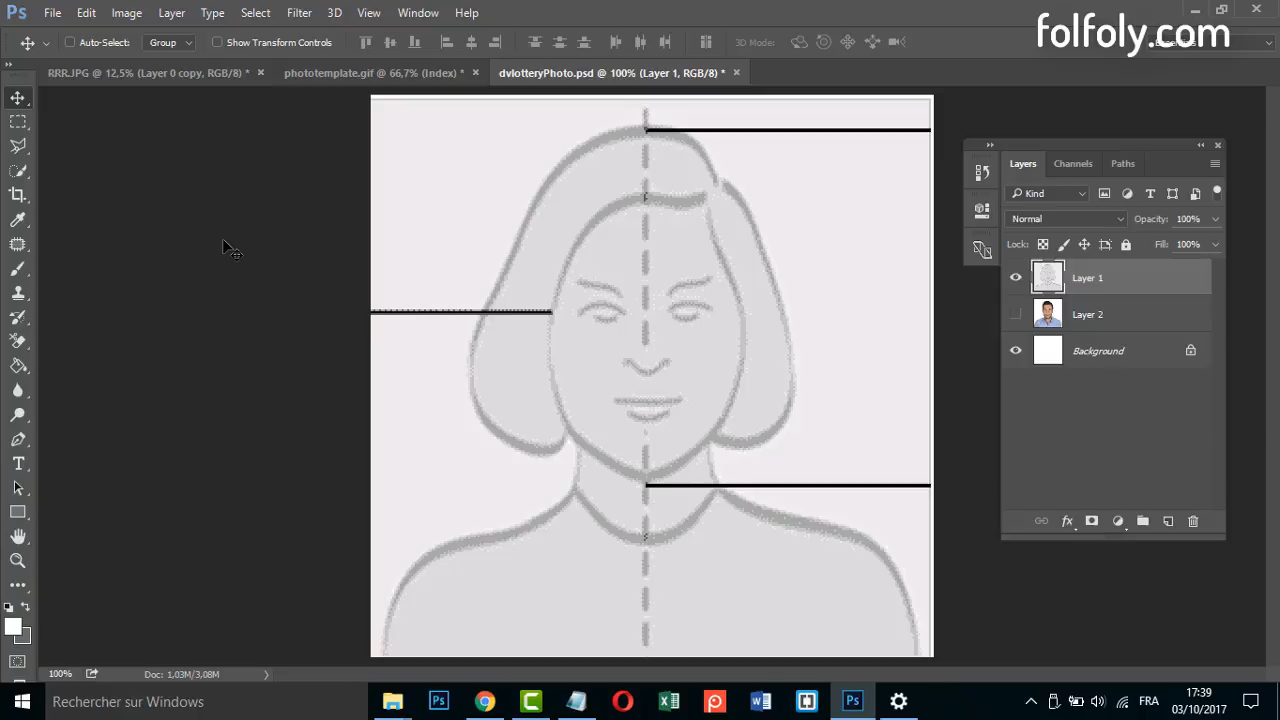 Ps File Edit Image Layer Type Select Filter 3D View Window Help
folfoly.com
Auto-Select: Group Show Transform Controls 3D Mode:
RRR.JPG @ 12,5% (Layer 0 copy, RGB/8) * × phototemplate.gif @ 66,7% (Index) * × dvlotteryPhoto.psd @ 100% (Layer 1, RGB/8) * ×
Layers Channels Paths
Kind
Normal Opacity: 100%
Lock: Fill: 100%
Layer 1
Layer 2
Background
fx
100% Doc: 1,03M/3,08M
Rechercher sur Windows
Ps
Ps
FRA
17:39
03/10/2017